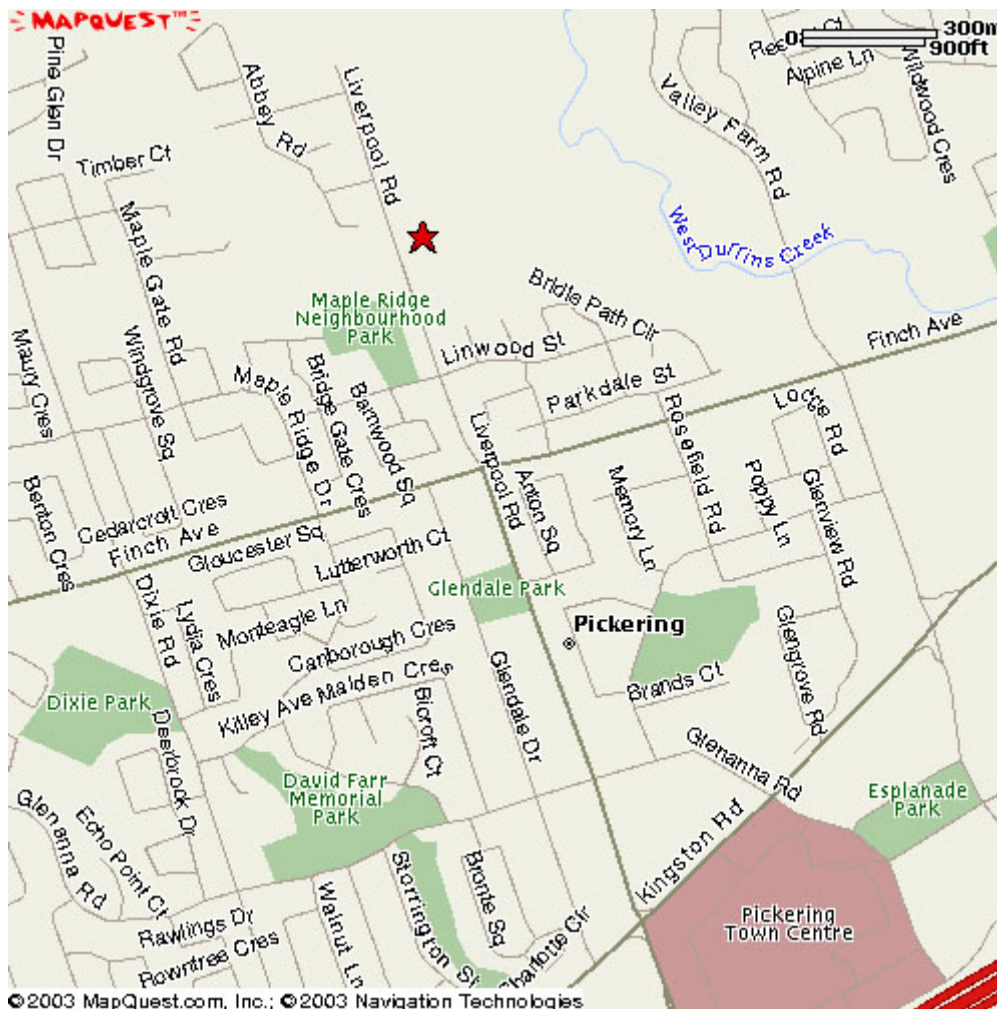 MAPQUEST™
0
300m
900ft
Pine Glen Dr
Abbey Rd
Liverpool Rd
Alpine Ln
Wildwood Cres
Valley Farm Rd
Timber Ct
Maple Gate Rd
West Duffins Creek
Maple Ridge
Neighbourhood
Park
Bridle Path Cir
Finch Ave
Linwood St
Maury Cres
Windgrove Sq
Maple Ridge Dr
Bridge Gate Cres
Barnwood Sq
Parkdale St
Rosefield Rd
Liverpool Rd
Anton Sq
Memory Ln
Poppy Ln
Glenview Rd
Benton Cres
Cedarcroft Cres
Finch Ave
Gloucester Sq
Lutterworth Ct
Glendale Park
Dixie Rd
Lydia Cres
Monteagle Ln
Canborough Cres
Pickering
Glengrove Rd
Brands Ct
Dixie Park
Killey Ave
Malden Cres
Bicroft Ct
Glendale Dr
Deerbrook Dr
David Farr
Memorial
Park
Glenanna Rd
Esplanade
Park
Kingston Rd
Glenanna Rd
Echo Point Ct
Rawlings Dr
Rowntree Cres
Walnut Ln
Storrington St
Bronte Sq
Charlotte Cir
Pickering
Town Centre
©2003 MapQuest.com, Inc.; ©2003 Navigation Technologies